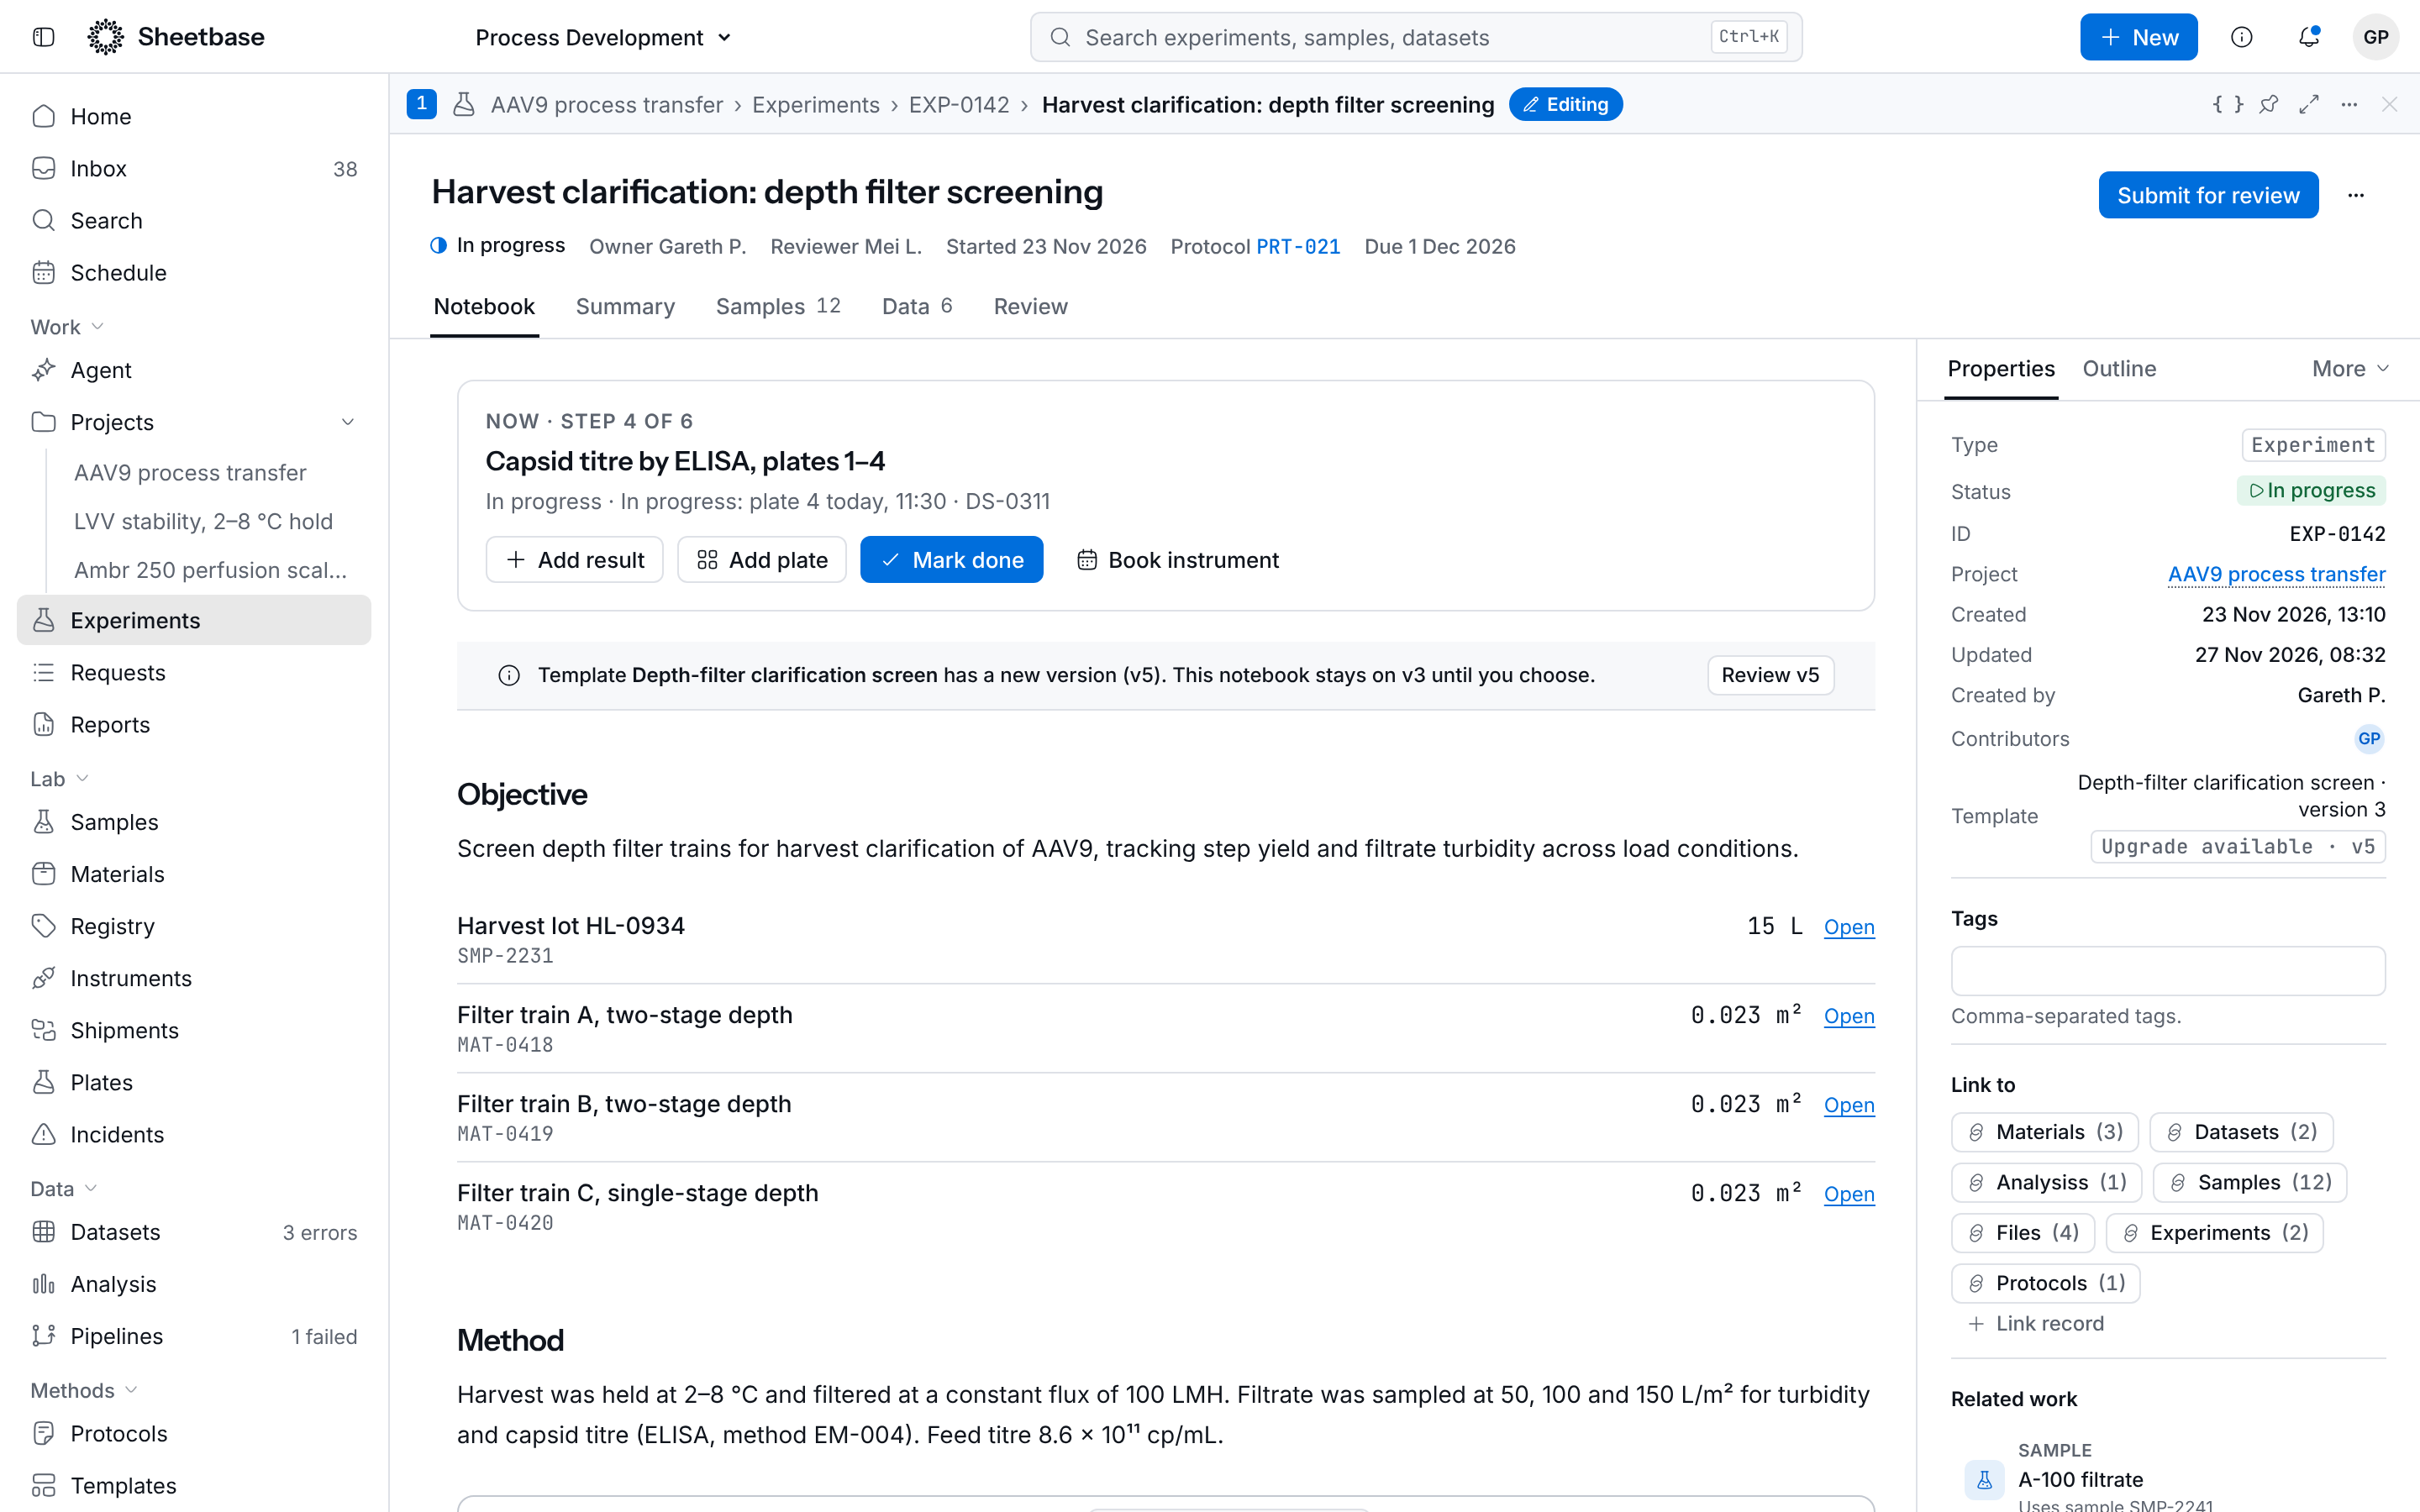 Sheetbase
Process Development
Search experiments, samples, datasets
Ctrl+K
New
GP
Home
Inbox 38
Search
Schedule
Work
Agent
Projects
AAV9 process transfer
LVV stability, 2–8 °C hold
Ambr 250 perfusion scal...
Experiments
Requests
Reports
Lab
Samples
Materials
Registry
Instruments
Shipments
Plates
Incidents
Data
Datasets 3 errors
Analysis
Pipelines 1 failed
Methods
Protocols
Templates
1 AAV9 process transfer › Experiments › EXP-0142 › Harvest clarification: depth filter screening Editing
{ }
Harvest clarification: depth filter screening
Submit for review
In progress Owner Gareth P. Reviewer Mei L. Started 23 Nov 2026 Protocol PRT-021 Due 1 Dec 2026
Notebook Summary Samples 12 Data 6 Review
NOW · STEP 4 OF 6
Capsid titre by ELISA, plates 1–4
In progress · In progress: plate 4 today, 11:30 · DS-0311
Add result Add plate Mark done Book instrument
Template Depth-filter clarification screen has a new version (v5). This notebook stays on v3 until you choose. Review v5
Objective
Screen depth filter trains for harvest clarification of AAV9, tracking step yield and filtrate turbidity across load conditions.
Harvest lot HL-0934 15 L Open
SMP-2231
Filter train A, two-stage depth 0.023 m² Open
MAT-0418
Filter train B, two-stage depth 0.023 m² Open
MAT-0419
Filter train C, single-stage depth 0.023 m² Open
MAT-0420
Method
Harvest was held at 2–8 °C and filtered at a constant flux of 100 LMH. Filtrate was sampled at 50, 100 and 150 L/m² for turbidity
and capsid titre (ELISA, method EM-004). Feed titre 8.6 × 10¹¹ cp/mL.
Properties Outline More
Type Experiment
Status In progress
ID EXP-0142
Project AAV9 process transfer
Created 23 Nov 2026, 13:10
Updated 27 Nov 2026, 08:32
Created by Gareth P.
Contributors GP
Template Depth-filter clarification screen ·
version 3
Upgrade available · v5
Tags
Comma-separated tags.
Link to
Materials (3) Datasets (2)
Analysiss (1) Samples (12)
Files (4) Experiments (2)
Protocols (1)
Link record
Related work
SAMPLE
A-100 filtrate
Uses sample SMP-2241